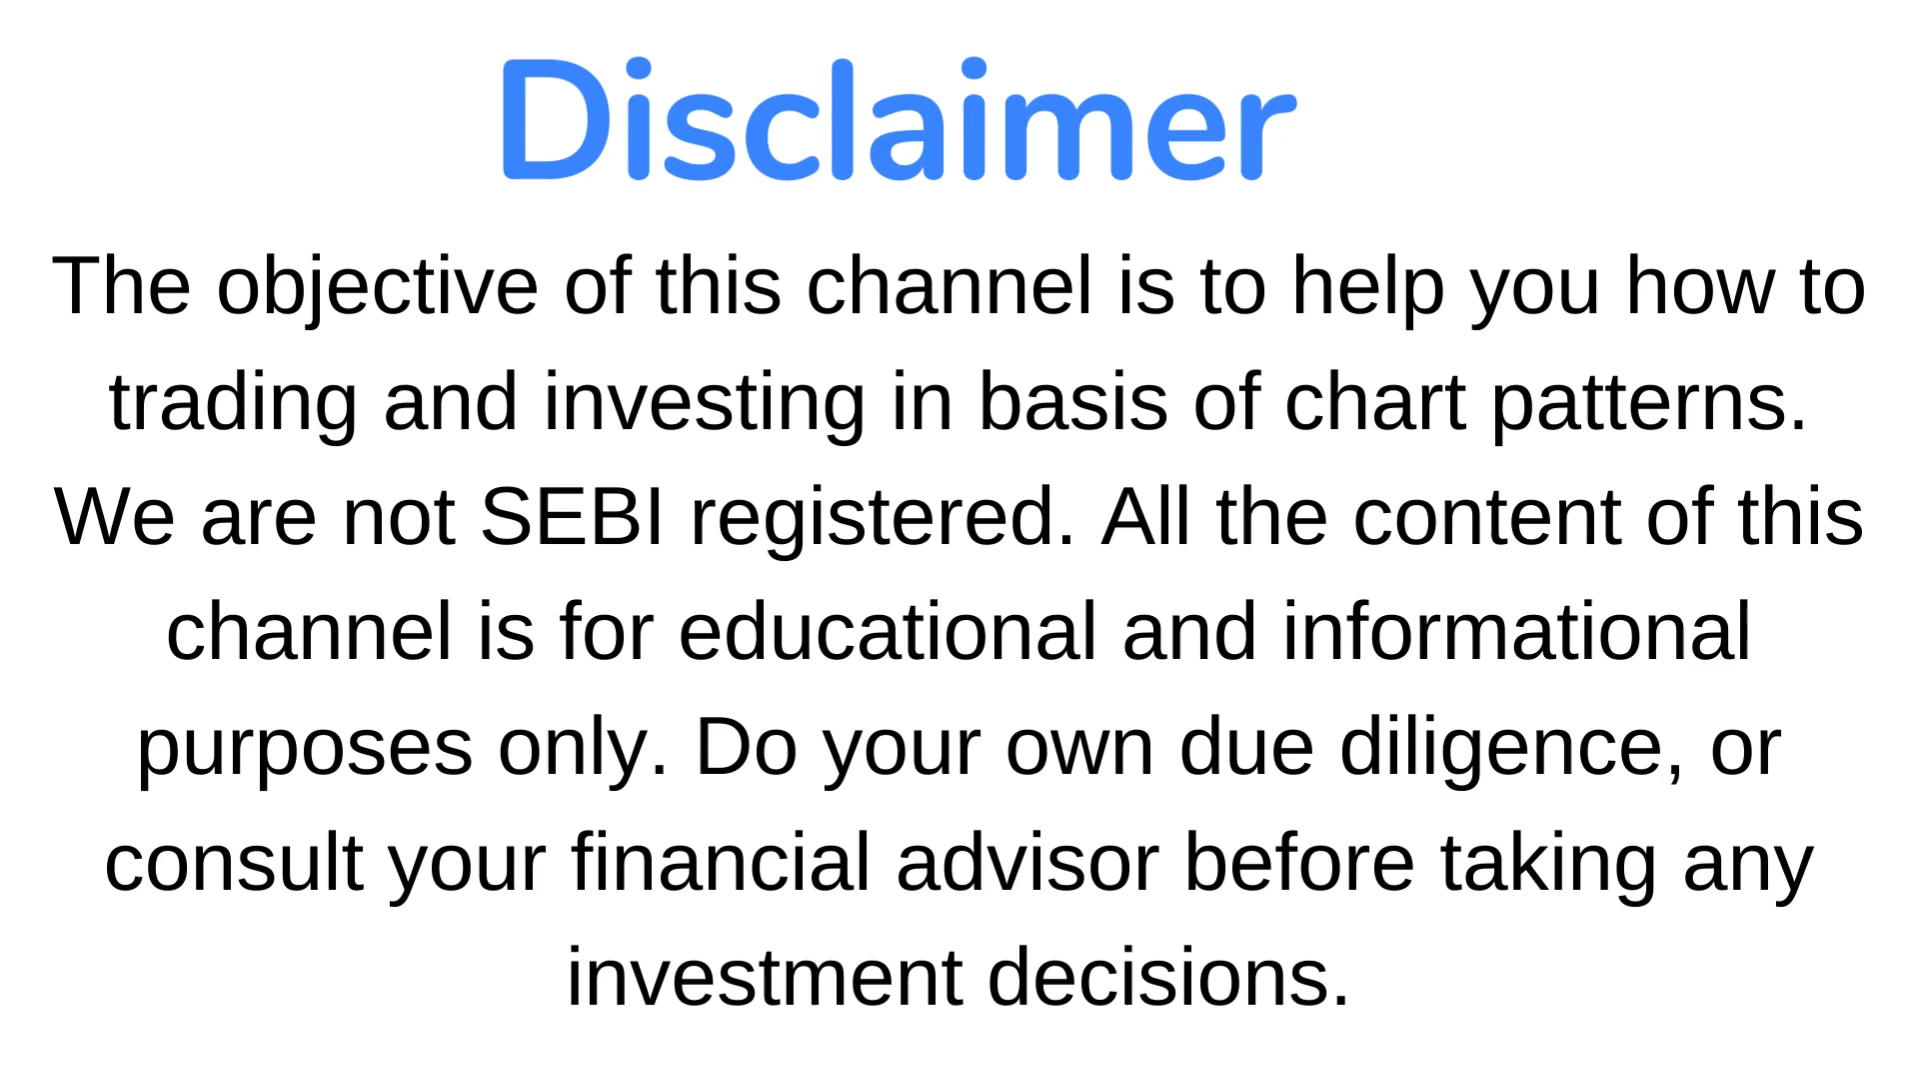 Disclaimer
The objective of this channel is to help you how to
trading and investing in basis of chart patterns.
We are not SEBI registered. All the content of this
channel is for educational and informational
purposes only. Do your own due diligence, or
consult your financial advisor before taking any
investment decisions.